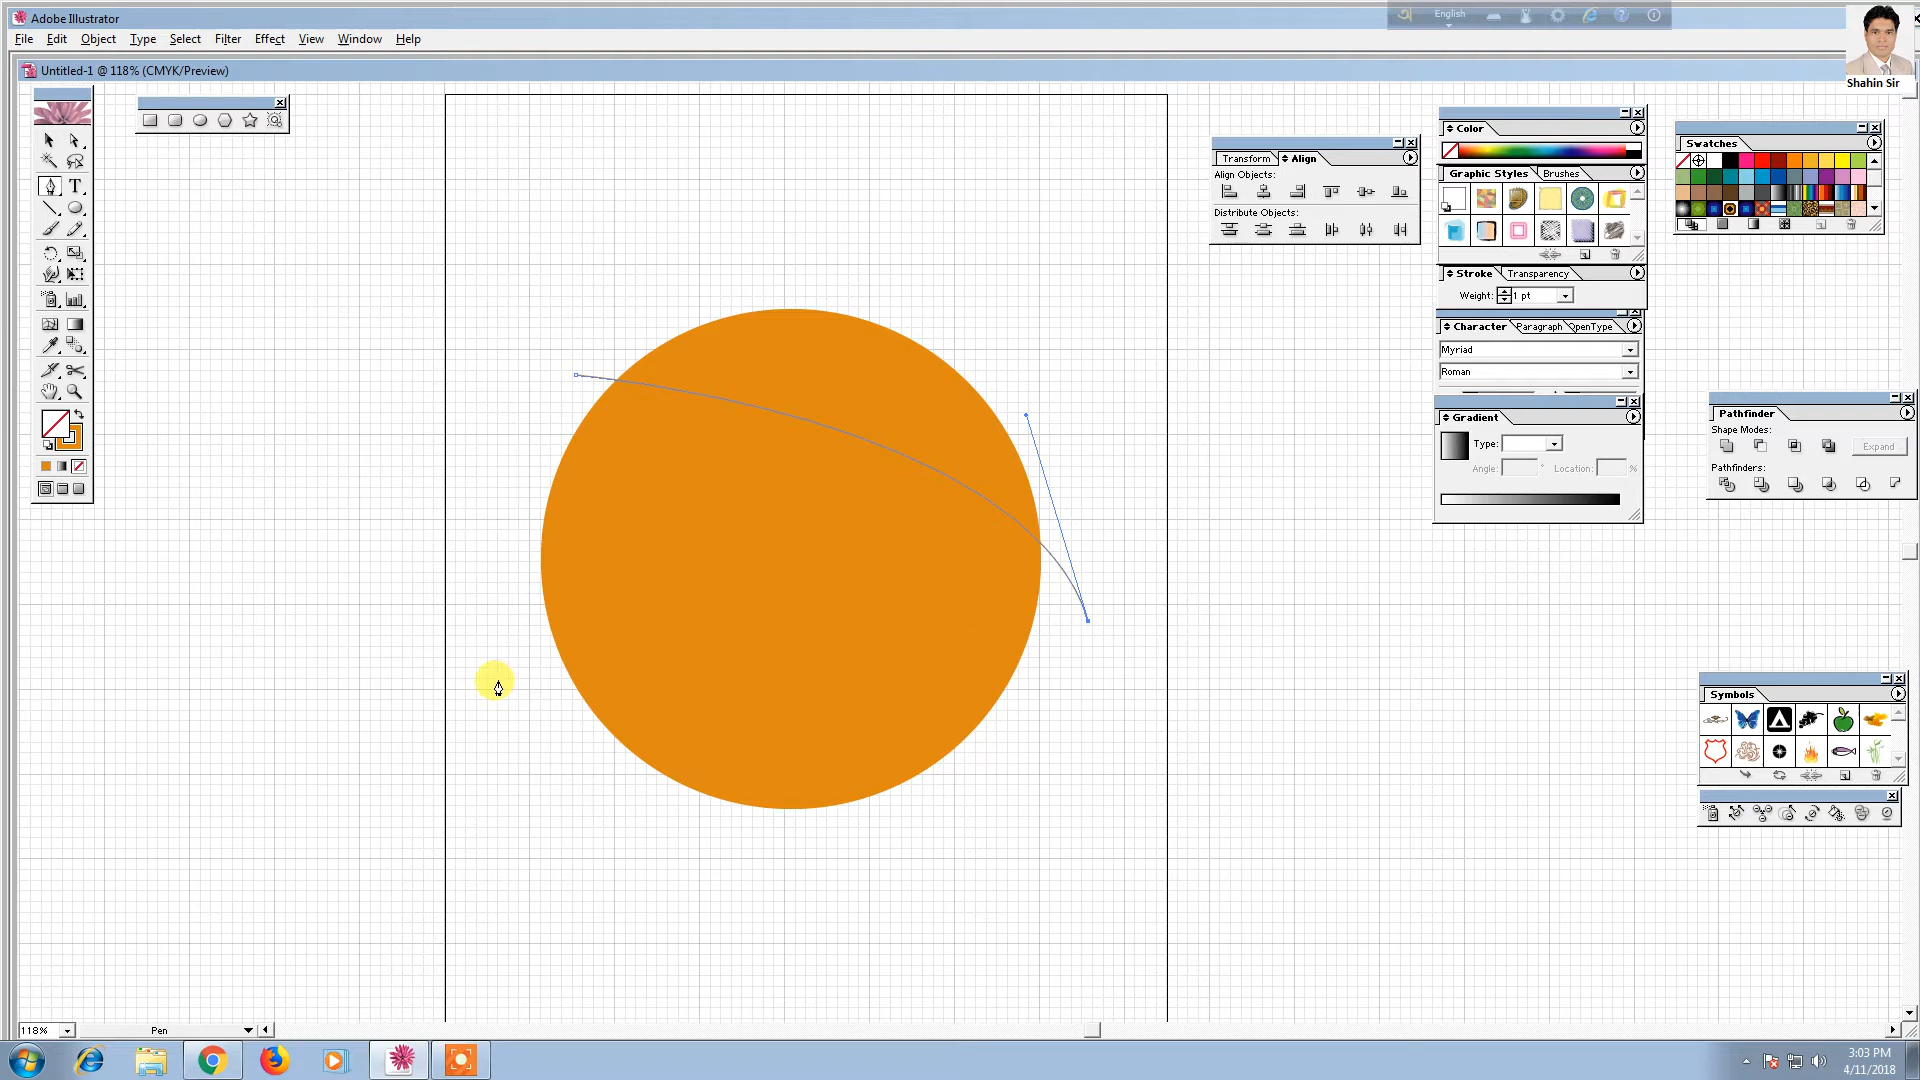 Adobe Illustrator
English
File Edit Object Type Select Filter Effect View Window Help
Untitled-1 @ 118% (CMYK/Preview)
Shahin Sir
Color
Swatches
Transform Align
Align Objects:
Distribute Objects:
Graphic Styles Brushes
Stroke Transparency
Weight: 1 pt
Character Paragraph OpenType
Myriad
Roman
Gradient
Type:
Angle: ° Location: %
Pathfinder
Shape Modes:
Expand
Pathfinders:
Symbols
118% Pen
3:03 PM
4/11/2018